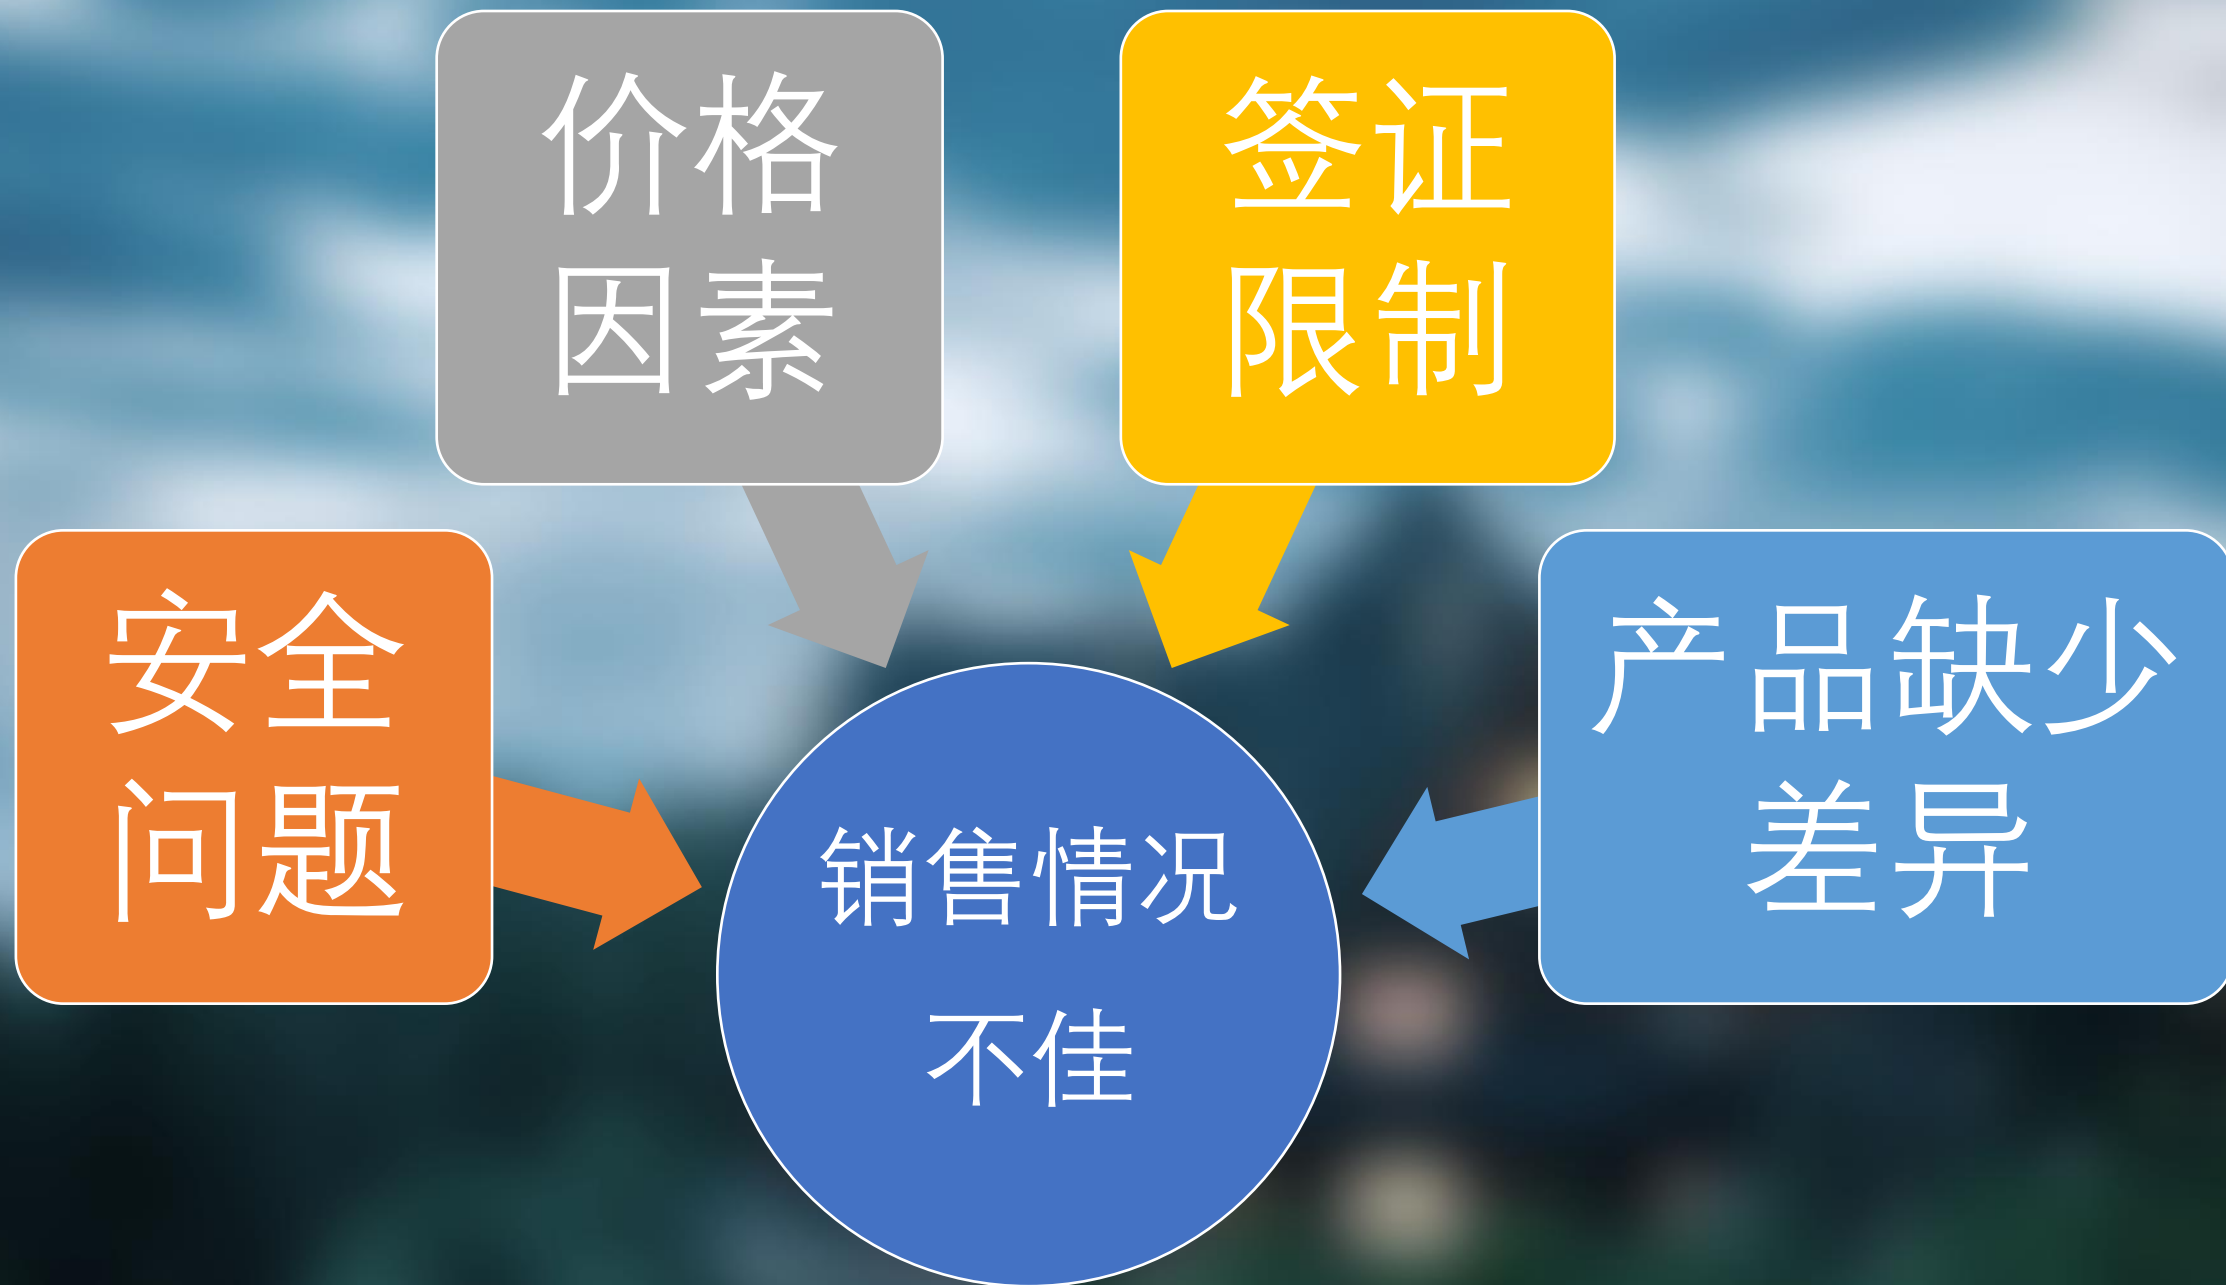 价格
因素
签证
限制
安全
问题
产品缺少
差异
销售情况
不佳